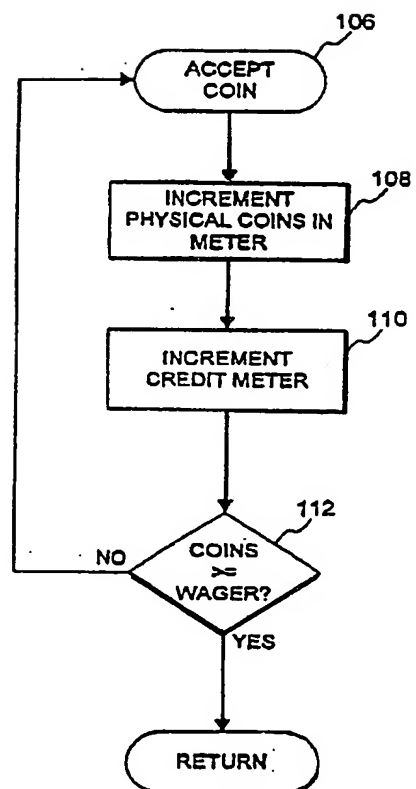 106
ACCEPT
COIN
108
INCREMENT
PHYSICAL COINS IN
METER
110
INCREMENT
CREDIT METER
112
NO
COINS
>=
WAGER?
YES
RETURN